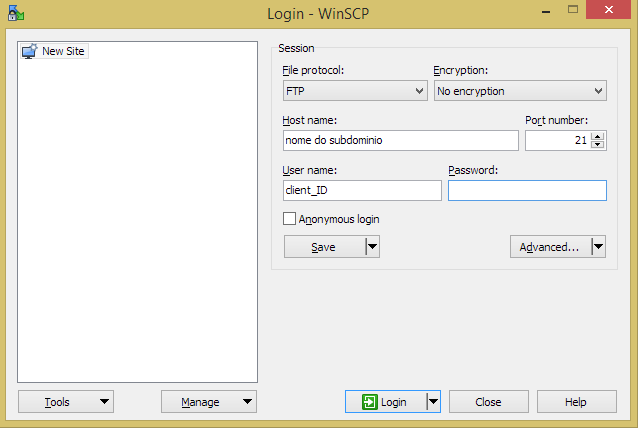 Login - WinSCP
New Site
Session
File protocol:
Encryption:
FTP
No encryption
Host name:
Port number:
nome do subdominio
21
User name:
Password:
client_ID
Anonymous login
Save
Advanced...
Tools
Manage
Login
Close
Help